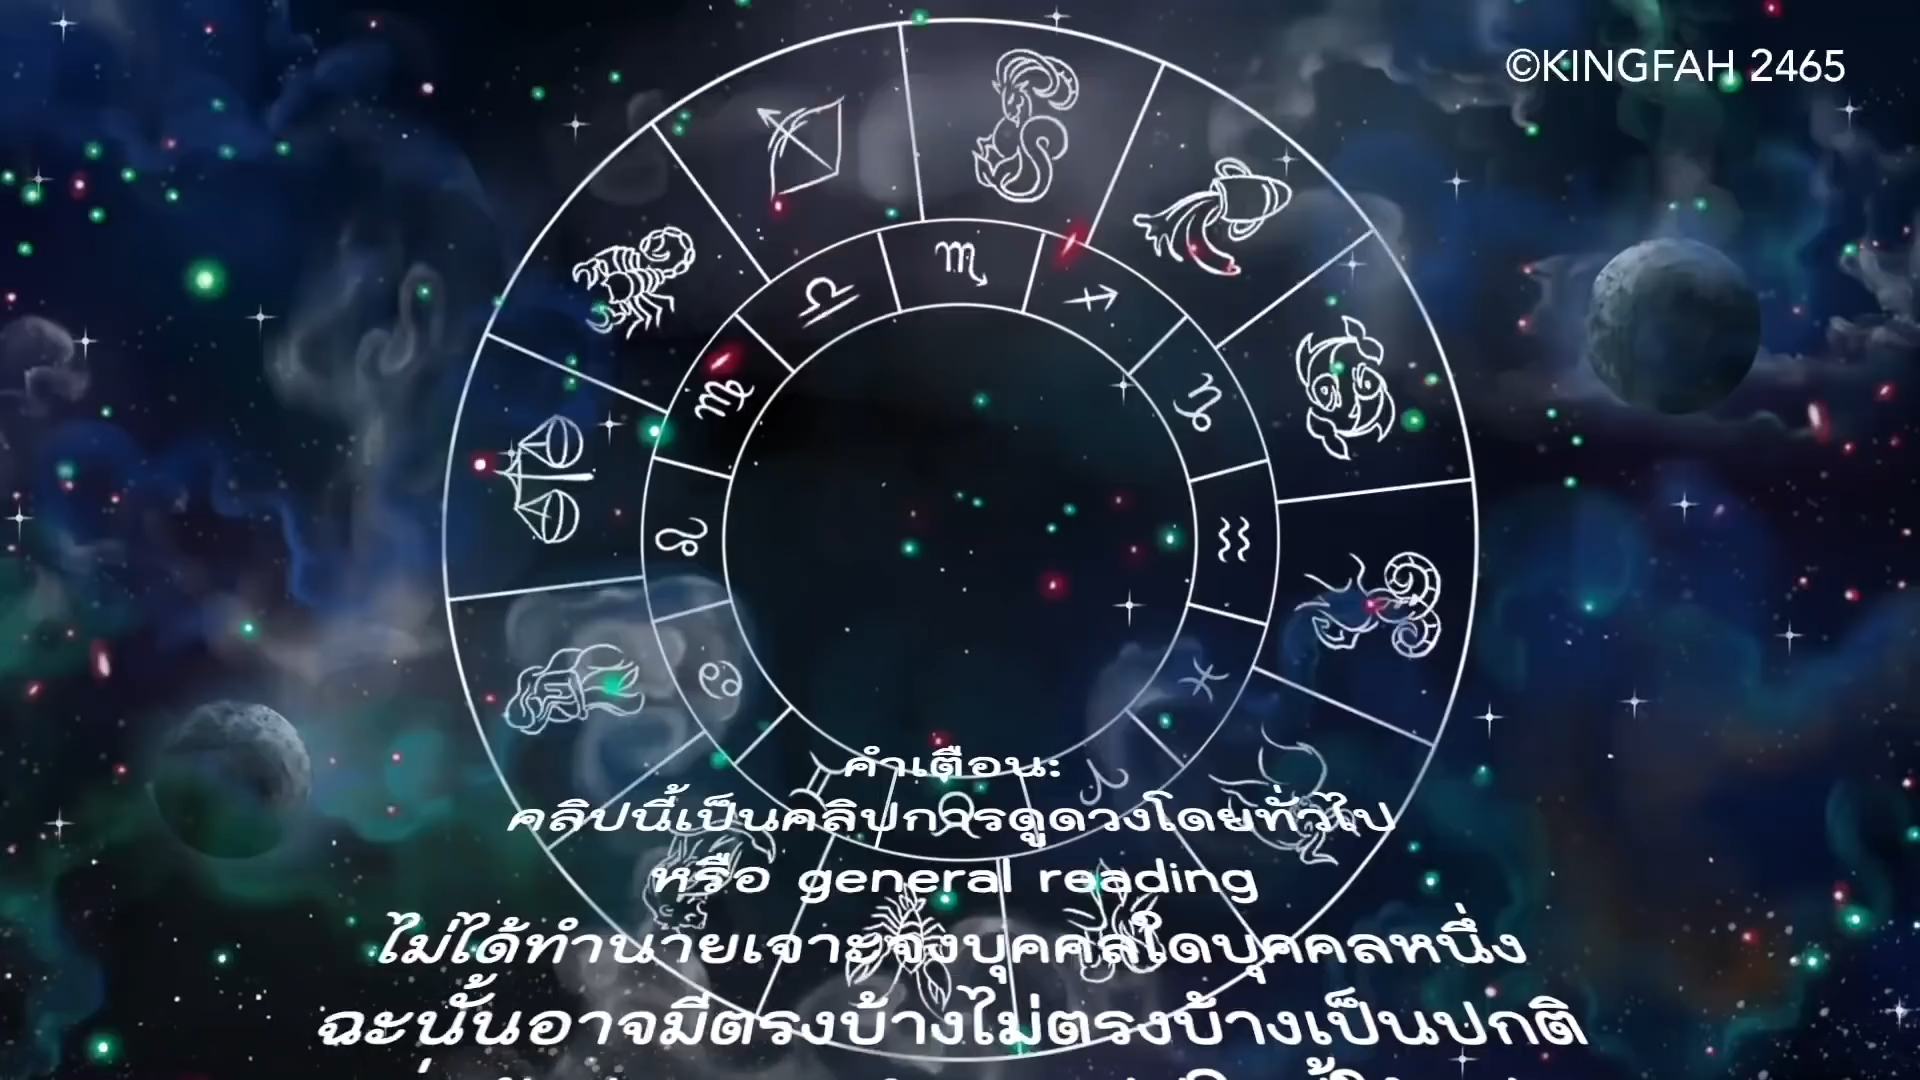 ©KINGFAH 2465
คำเตือน:
คลิปนี้เป็นคลิปการดูดวงโดยทั่วไป
หรือ general reading
ไม่ได้ทำนายเจาะจงบุคคลใดบุคคลหนึ่ง
ฉะนั้นอาจมีตรงบ้างไม่ตรงบ้างเป็นปกติ